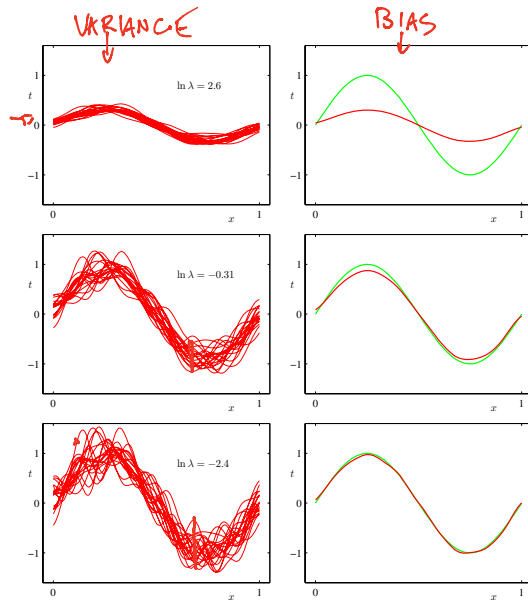 VARIANCE BIAS
1
t
0
−1
0 x 1
ln λ = 2.6
1
t
0
−1
0 x 1
1
t
0
−1
0 x 1
ln λ = −0.31
1
t
0
−1
0 x 1
1
t
0
−1
0 x 1
ln λ = −2.4
1
t
0
−1
0 x 1